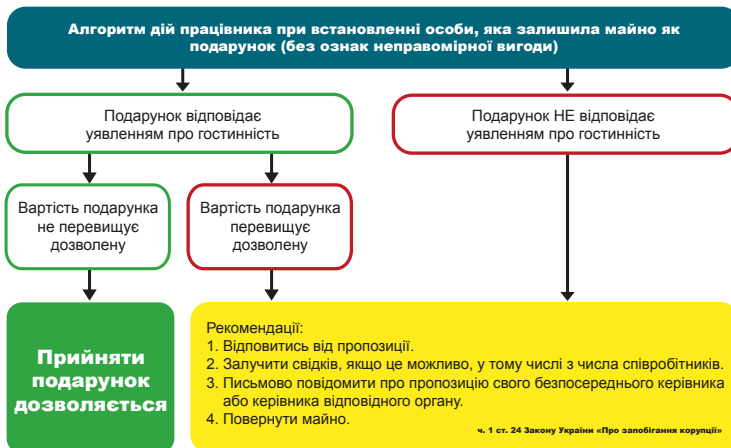 Алгоритм дій працівника при встановленні особи, яка залишила майно як
подарунок (без ознак неправомірної вигоди)
Подарунок відповідає
уявленням про гостинність
Подарунок НЕ відповідає
уявленням про гостинність
Вартість подарунка
не перевищує
дозволену
Вартість подарунка
перевищує
дозволену
Прийняти
подарунок
дозволяється
Рекомендації:
1. Відповитись від пропозиції.
2. Залучити свідків, якщо це можливо, у тому числі з числа співробітників.
3. Письмово повідомити про пропозицію свого безпосереднього керівника
або керівника відповідного органу.
4. Повернути майно.
ч. 1 ст. 24 Закону України «Про запобігання корупції»